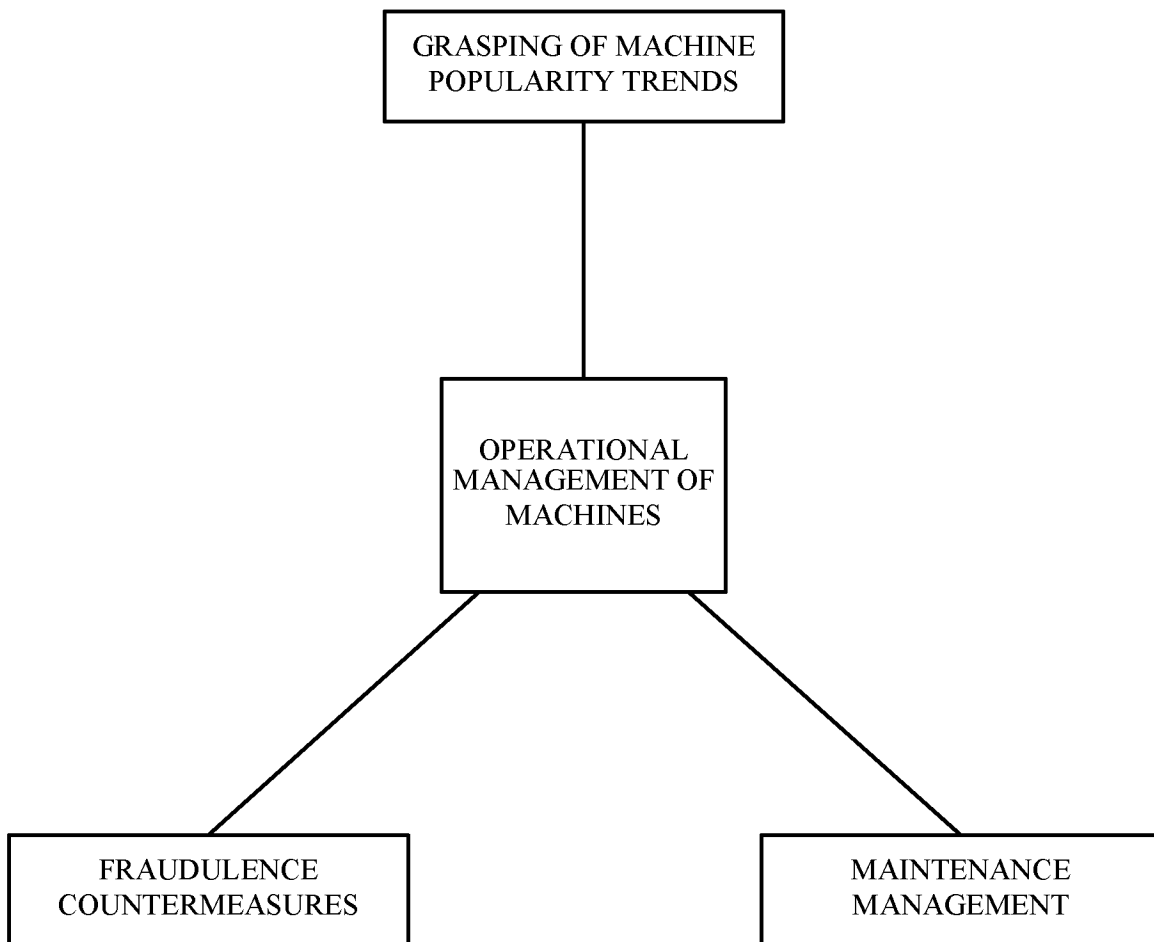 GRASPING OF MACHINE
POPULARITY TRENDS
OPERATIONAL
MANAGEMENT OF
MACHINES
FRAUDULENCE
COUNTERMEASURES
MAINTENANCE
MANAGEMENT